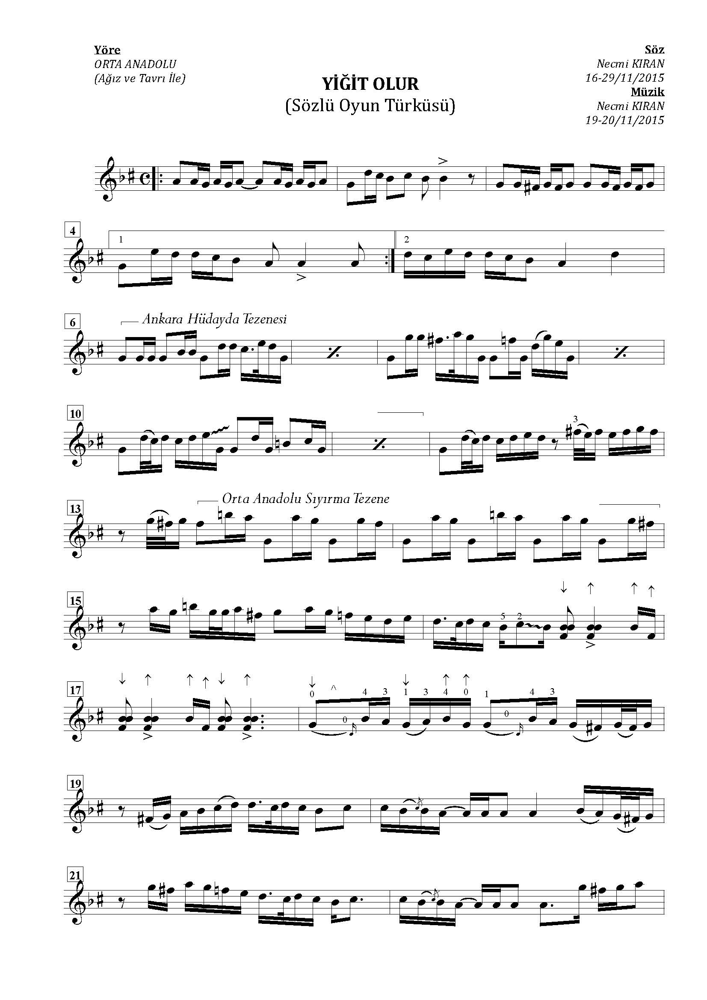 Yöre
ORTA ANADOLU
(Ağız ve Tavrı İle)
YİĞİT OLUR
(Sözlü Oyun Türküsü)
Söz
Necmi KIRAN
16-29/11/2015
Müzik
Necmi KIRAN
19-20/11/2015
4
1
2
6
Ankara Hüdayda Tezenesi
10
3
13
Orta Anadolu Sıyırma Tezene
15
5 2
17
0 0 4 3 1 3 4 0 1 0 4 3
19
21